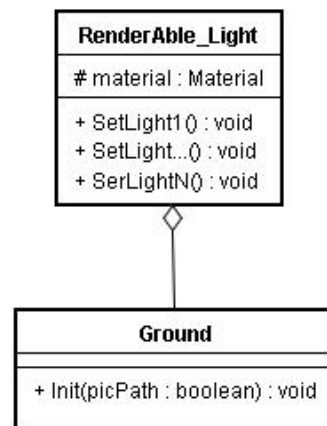 RenderAble_Light
# material : Material
+ SetLight1() : void
+ SetLight...() : void
+ SerLightN() : void
Ground
+ Init(picPath : boolean) : void